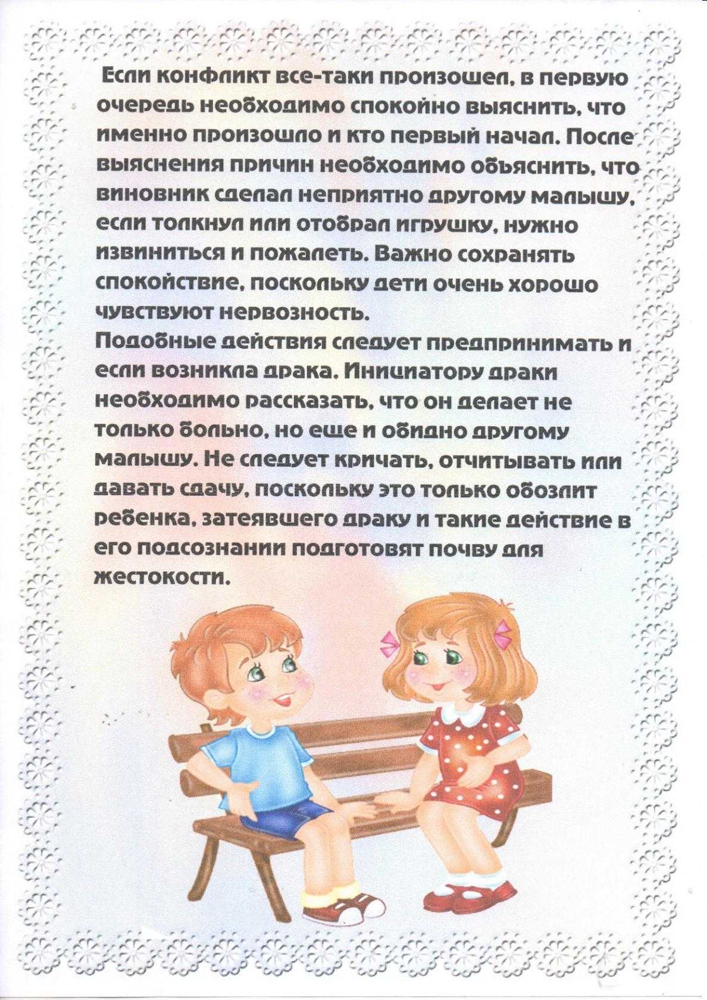 Если конфликт все-таки произошел, в первую
очередь необходимо спокойно выяснить, что
именно произошло и кто первый начал. После
выяснения причин необходимо объяснить, что
виновник сделал неприятно другому малышу,
если толкнул или отобрал игрушку, нужно
извиниться и пожалеть. Важно сохранять
спокойствие, поскольку дети очень хорошо
чувствуют нервозность.
Подобные действия следует предпринимать и
если возникла драка. Инициатору драки
необходимо рассказать, что он делает не
только больно, но еще и обидно другому
малышу. Не следует кричать, отчитывать или
давать сдачу, поскольку это только обозлит
ребенка, затеявшего драку и такие действие в
его подсознании подготовят почву для
жестокости.